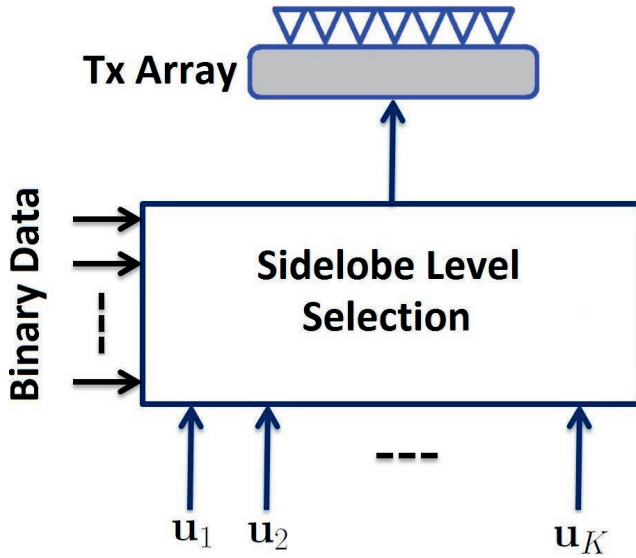 Tx Array
Binary Data
Sidelobe Level
Selection
u1 u2 uK